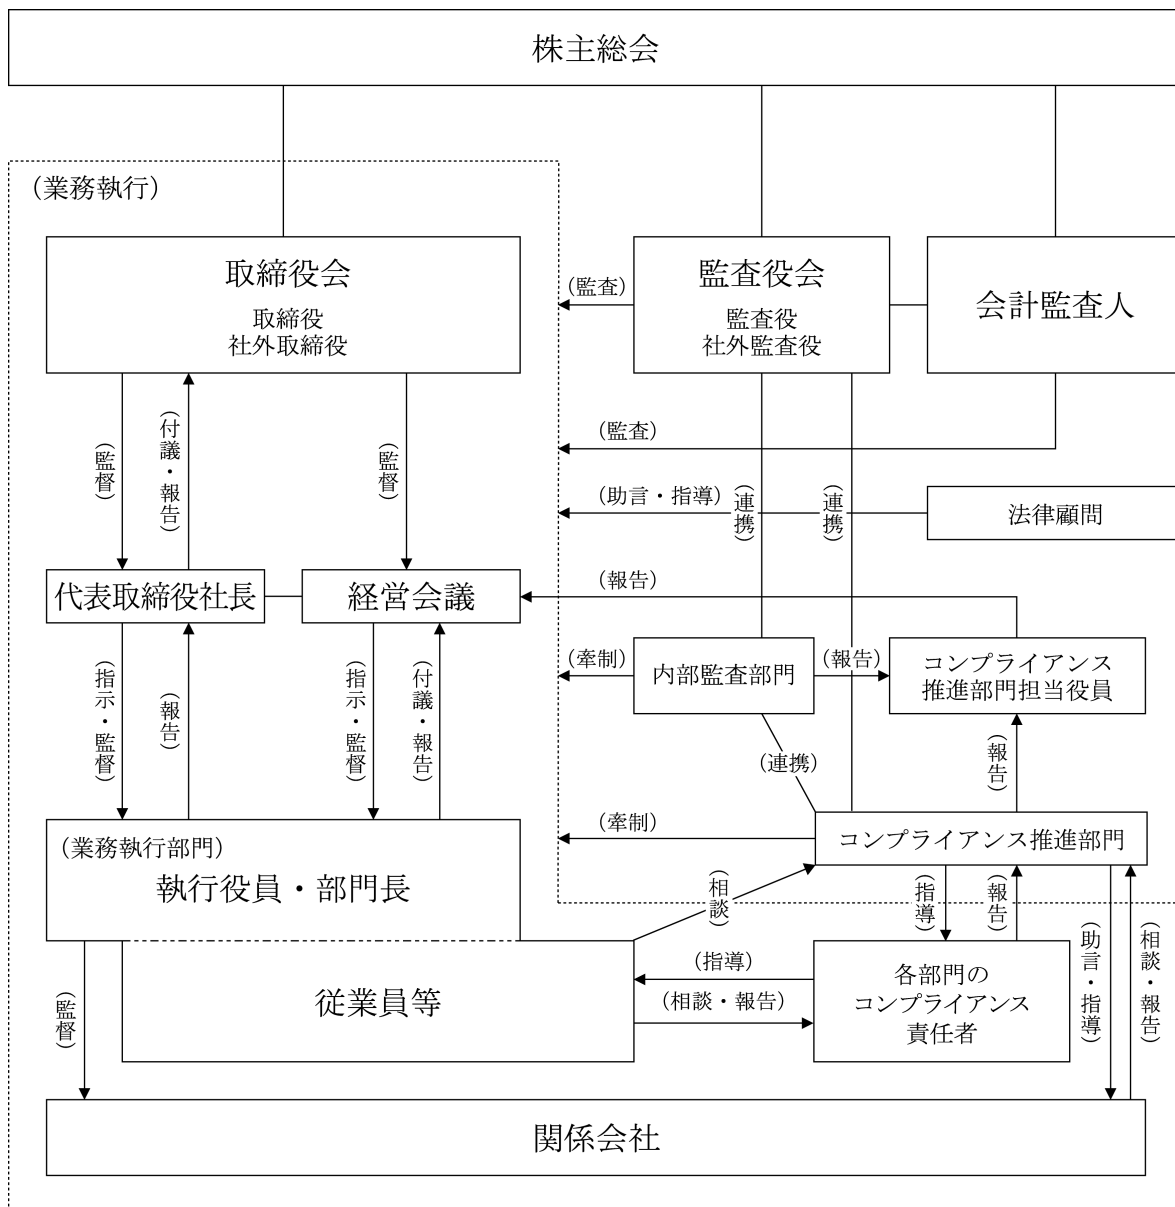 株主総会
(業務執行)
取締役会
取締役
社外取締役
(監査)
監査役会
監査役
社外監査役
会計監査人
(監督)
(付議・報告)
(監督)
(監査)
(助言・指導)
(連携)
(連携)
法律顧問
代表取締役社長
経営会議
(報告)
(指示・監督)
(報告)
(指示・監督)
(付議・報告)
(牽制)
内部監査部門
(報告)
コンプライアンス
推進部門担当役員
(連携)
(報告)
(牽制)
コンプライアンス推進部門
(業務執行部門)
執行役員・部門長
(相談)
(指導)
(報告)
(監督)
従業員等
(指導)
(相談・報告)
各部門の
コンプライアンス
責任者
(助言・指導)
(相談・報告)
関係会社